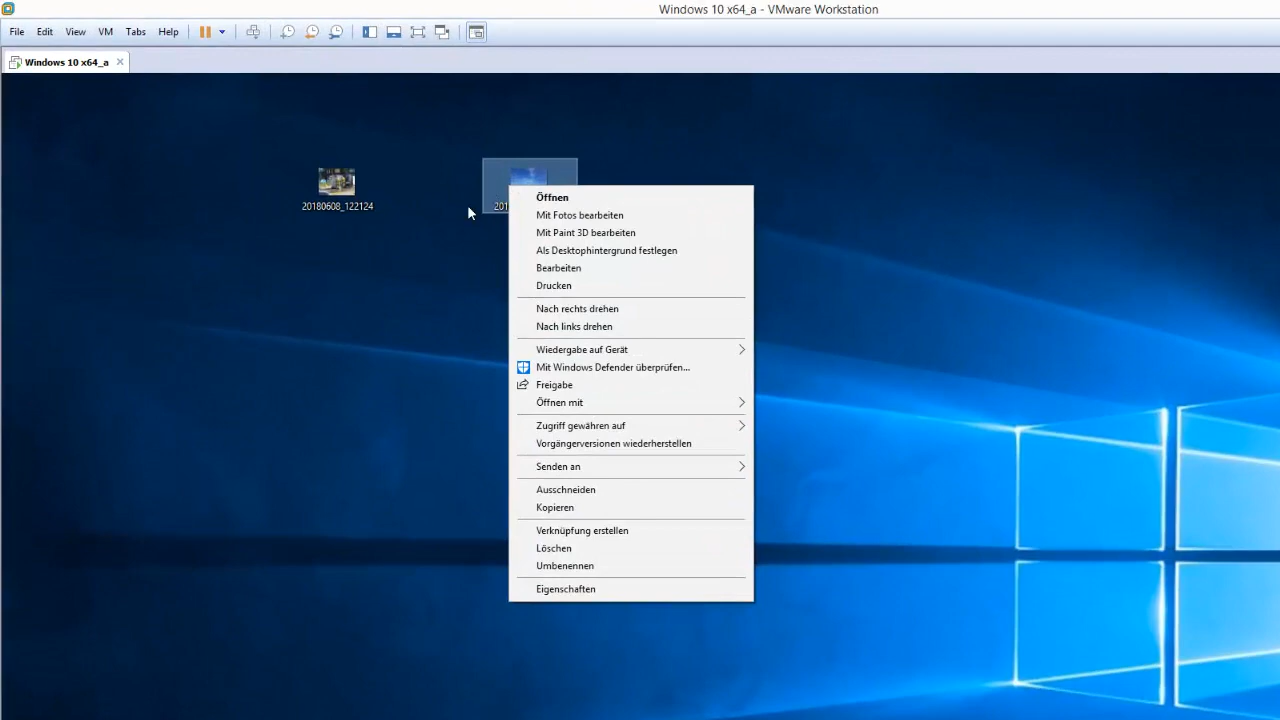 Windows 10 x64_a - VMware Workstation
File Edit View VM Tabs Help
Windows 10 x64_a
20180608_122124
201
Öffnen
Mit Fotos bearbeiten
Mit Paint 3D bearbeiten
Als Desktophintergrund festlegen
Bearbeiten
Drucken
Nach rechts drehen
Nach links drehen
Wiedergabe auf Gerät
Mit Windows Defender überprüfen...
Freigabe
Öffnen mit
Zugriff gewähren auf
Vorgängerversionen wiederherstellen
Senden an
Ausschneiden
Kopieren
Verknüpfung erstellen
Löschen
Umbenennen
Eigenschaften